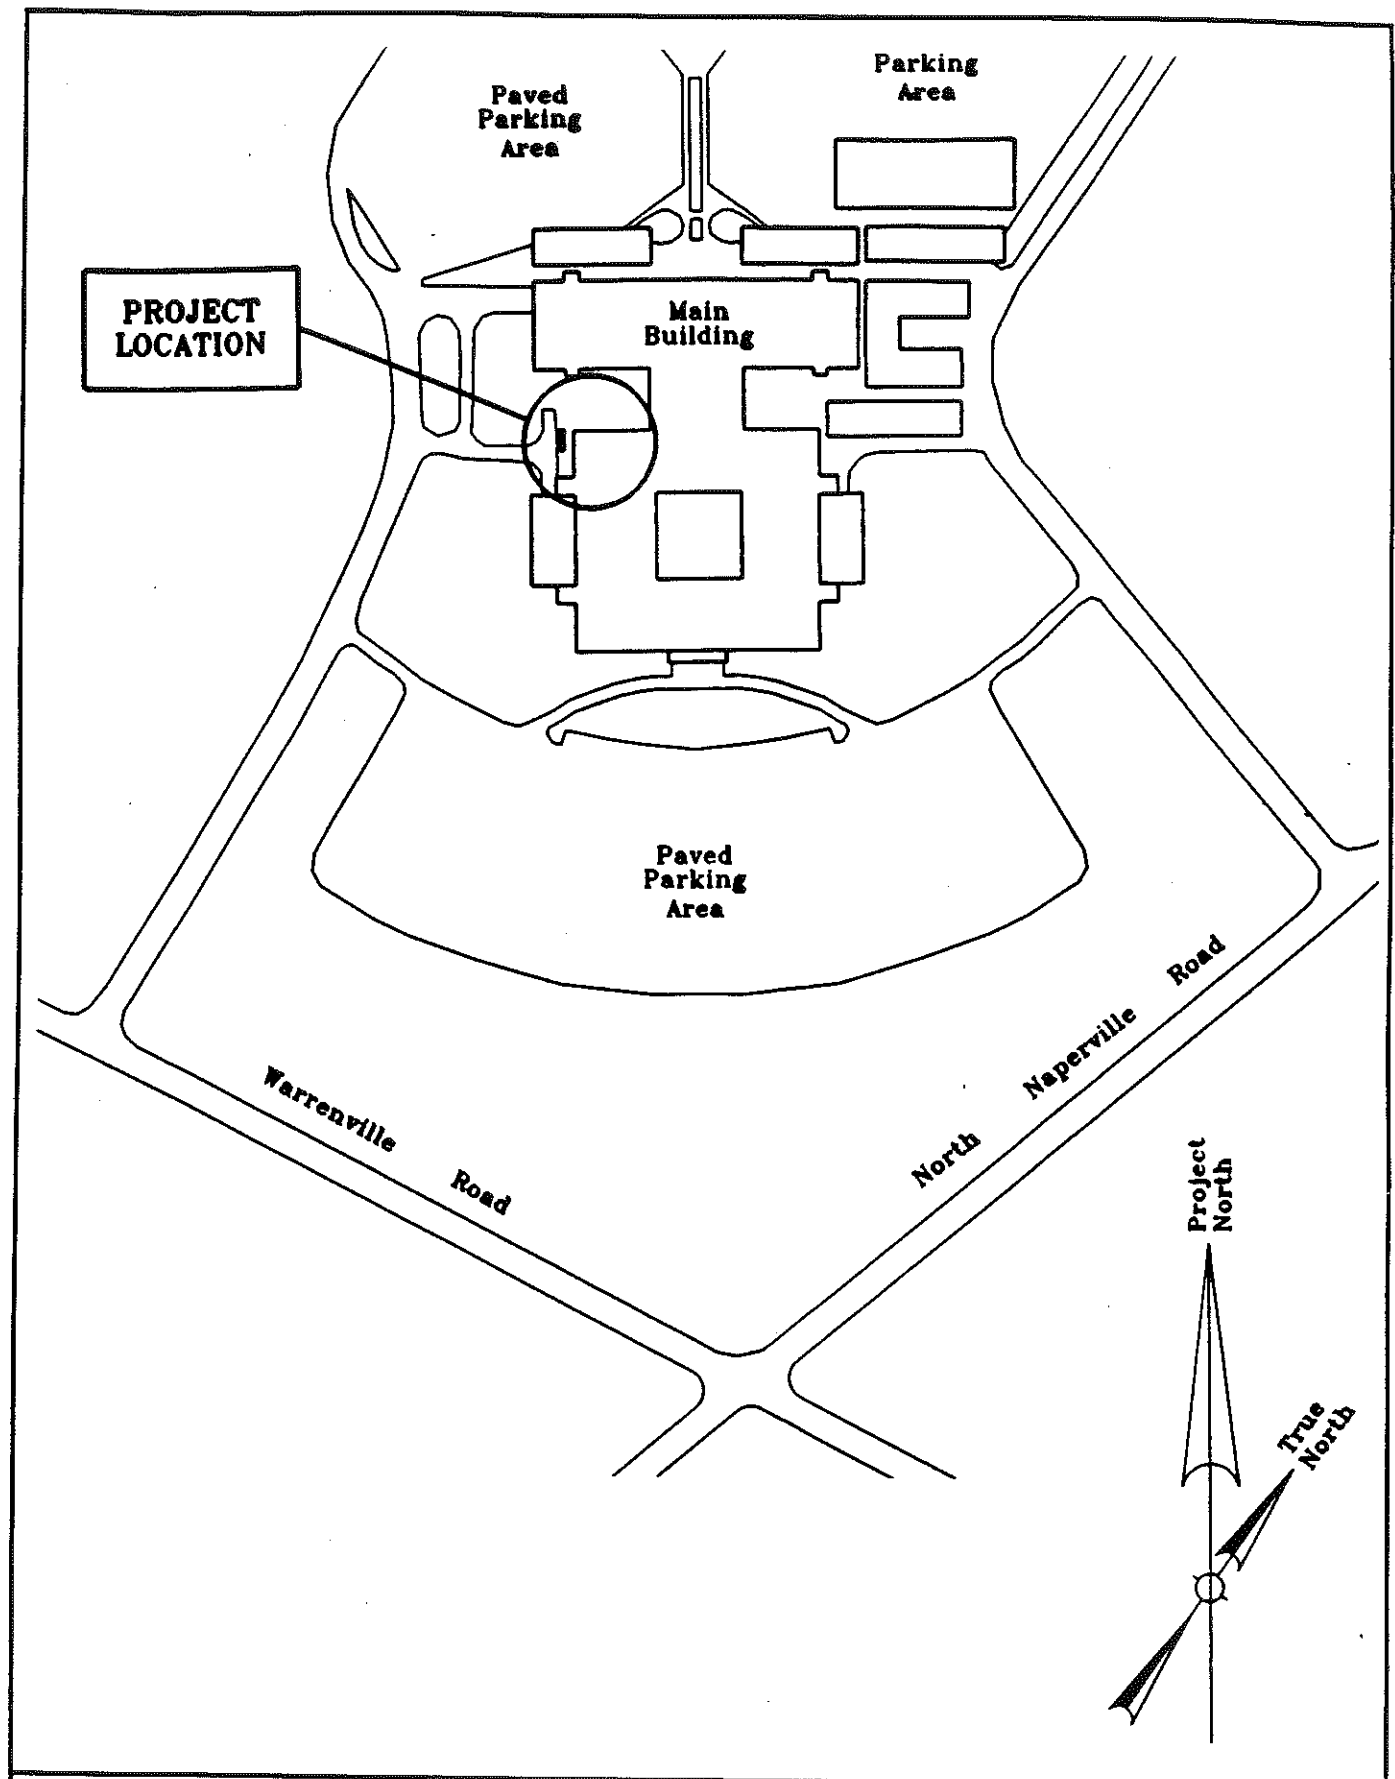 Paved
Parking
Area
Parking
Area
PROJECT
LOCATION
Main
Building
Paved
Parking
Area
Warrenville Road
North Naperville Road
Project
North
True
North